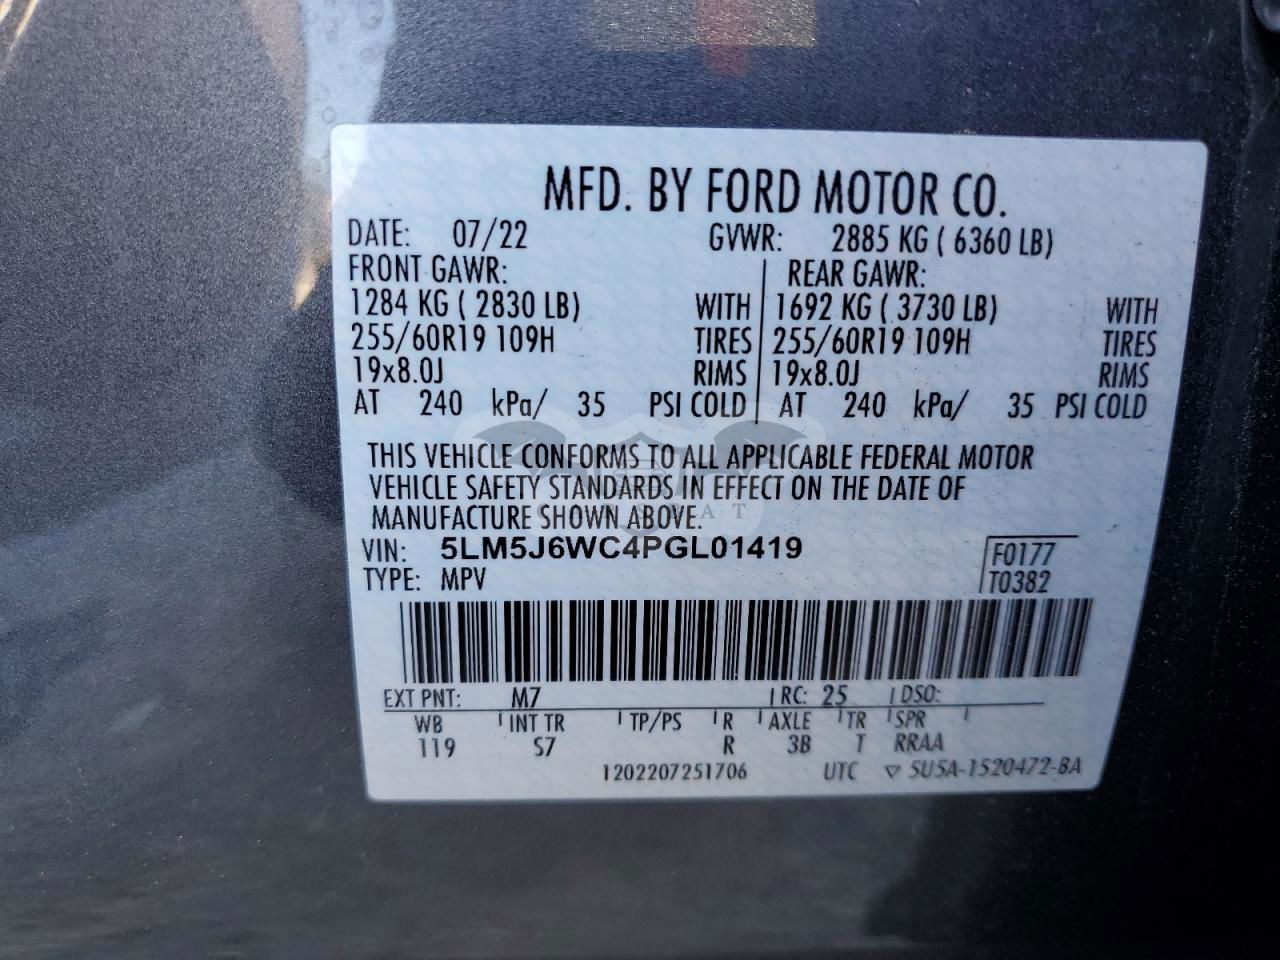 MFD. BY FORD MOTOR CO.
DATE: 07/22 GVWR: 2885 KG ( 6360 LB)
FRONT GAWR: REAR GAWR:
1284 KG ( 2830 LB) WITH 1692 KG ( 3730 LB) WITH
255/60R19 109H TIRES 255/60R19 109H TIRES
19x8.0J RIMS 19x8.0J RIMS
AT 240 kPa/ 35 PSI COLD AT 240 kPa/ 35 PSI COLD
THIS VEHICLE CONFORMS TO ALL APPLICABLE FEDERAL MOTOR
VEHICLE SAFETY STANDARDS IN EFFECT ON THE DATE OF
MANUFACTURE SHOWN ABOVE.
VIN: 5LM5J6WC4PGL01419 F0177
TYPE: MPV T0382
EXT PNT: M7 RC: 25 DSO:
WB INT TR TP/PS R AXLE TR SPR
119 S7 R 3B T RRAA
1202207251706 UTC ▽ SU5A-1520472-BA